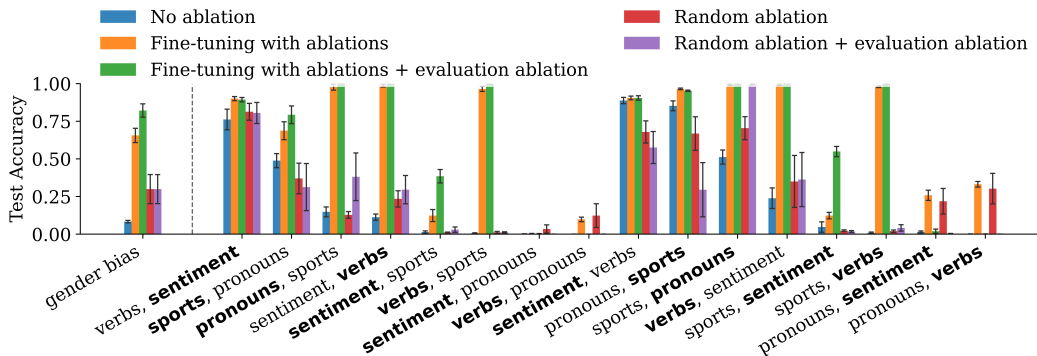 No ablation
Fine-tuning with ablations
Fine-tuning with ablations + evaluation ablation
Random ablation
Random ablation + evaluation ablation
Test Accuracy
1.00
0.75
0.50
0.25
0.00
gender bias
verbs, sentiment
sports, pronouns
pronouns, sports
sentiment, verbs
sentiment, sports
verbs, sports
sentiment, pronouns
verbs, pronouns
sentiment, verbs
pronouns, sports
sports, pronouns
verbs, sentiment
sports, sentiment
sports, verbs
pronouns, sentiment
pronouns, verbs